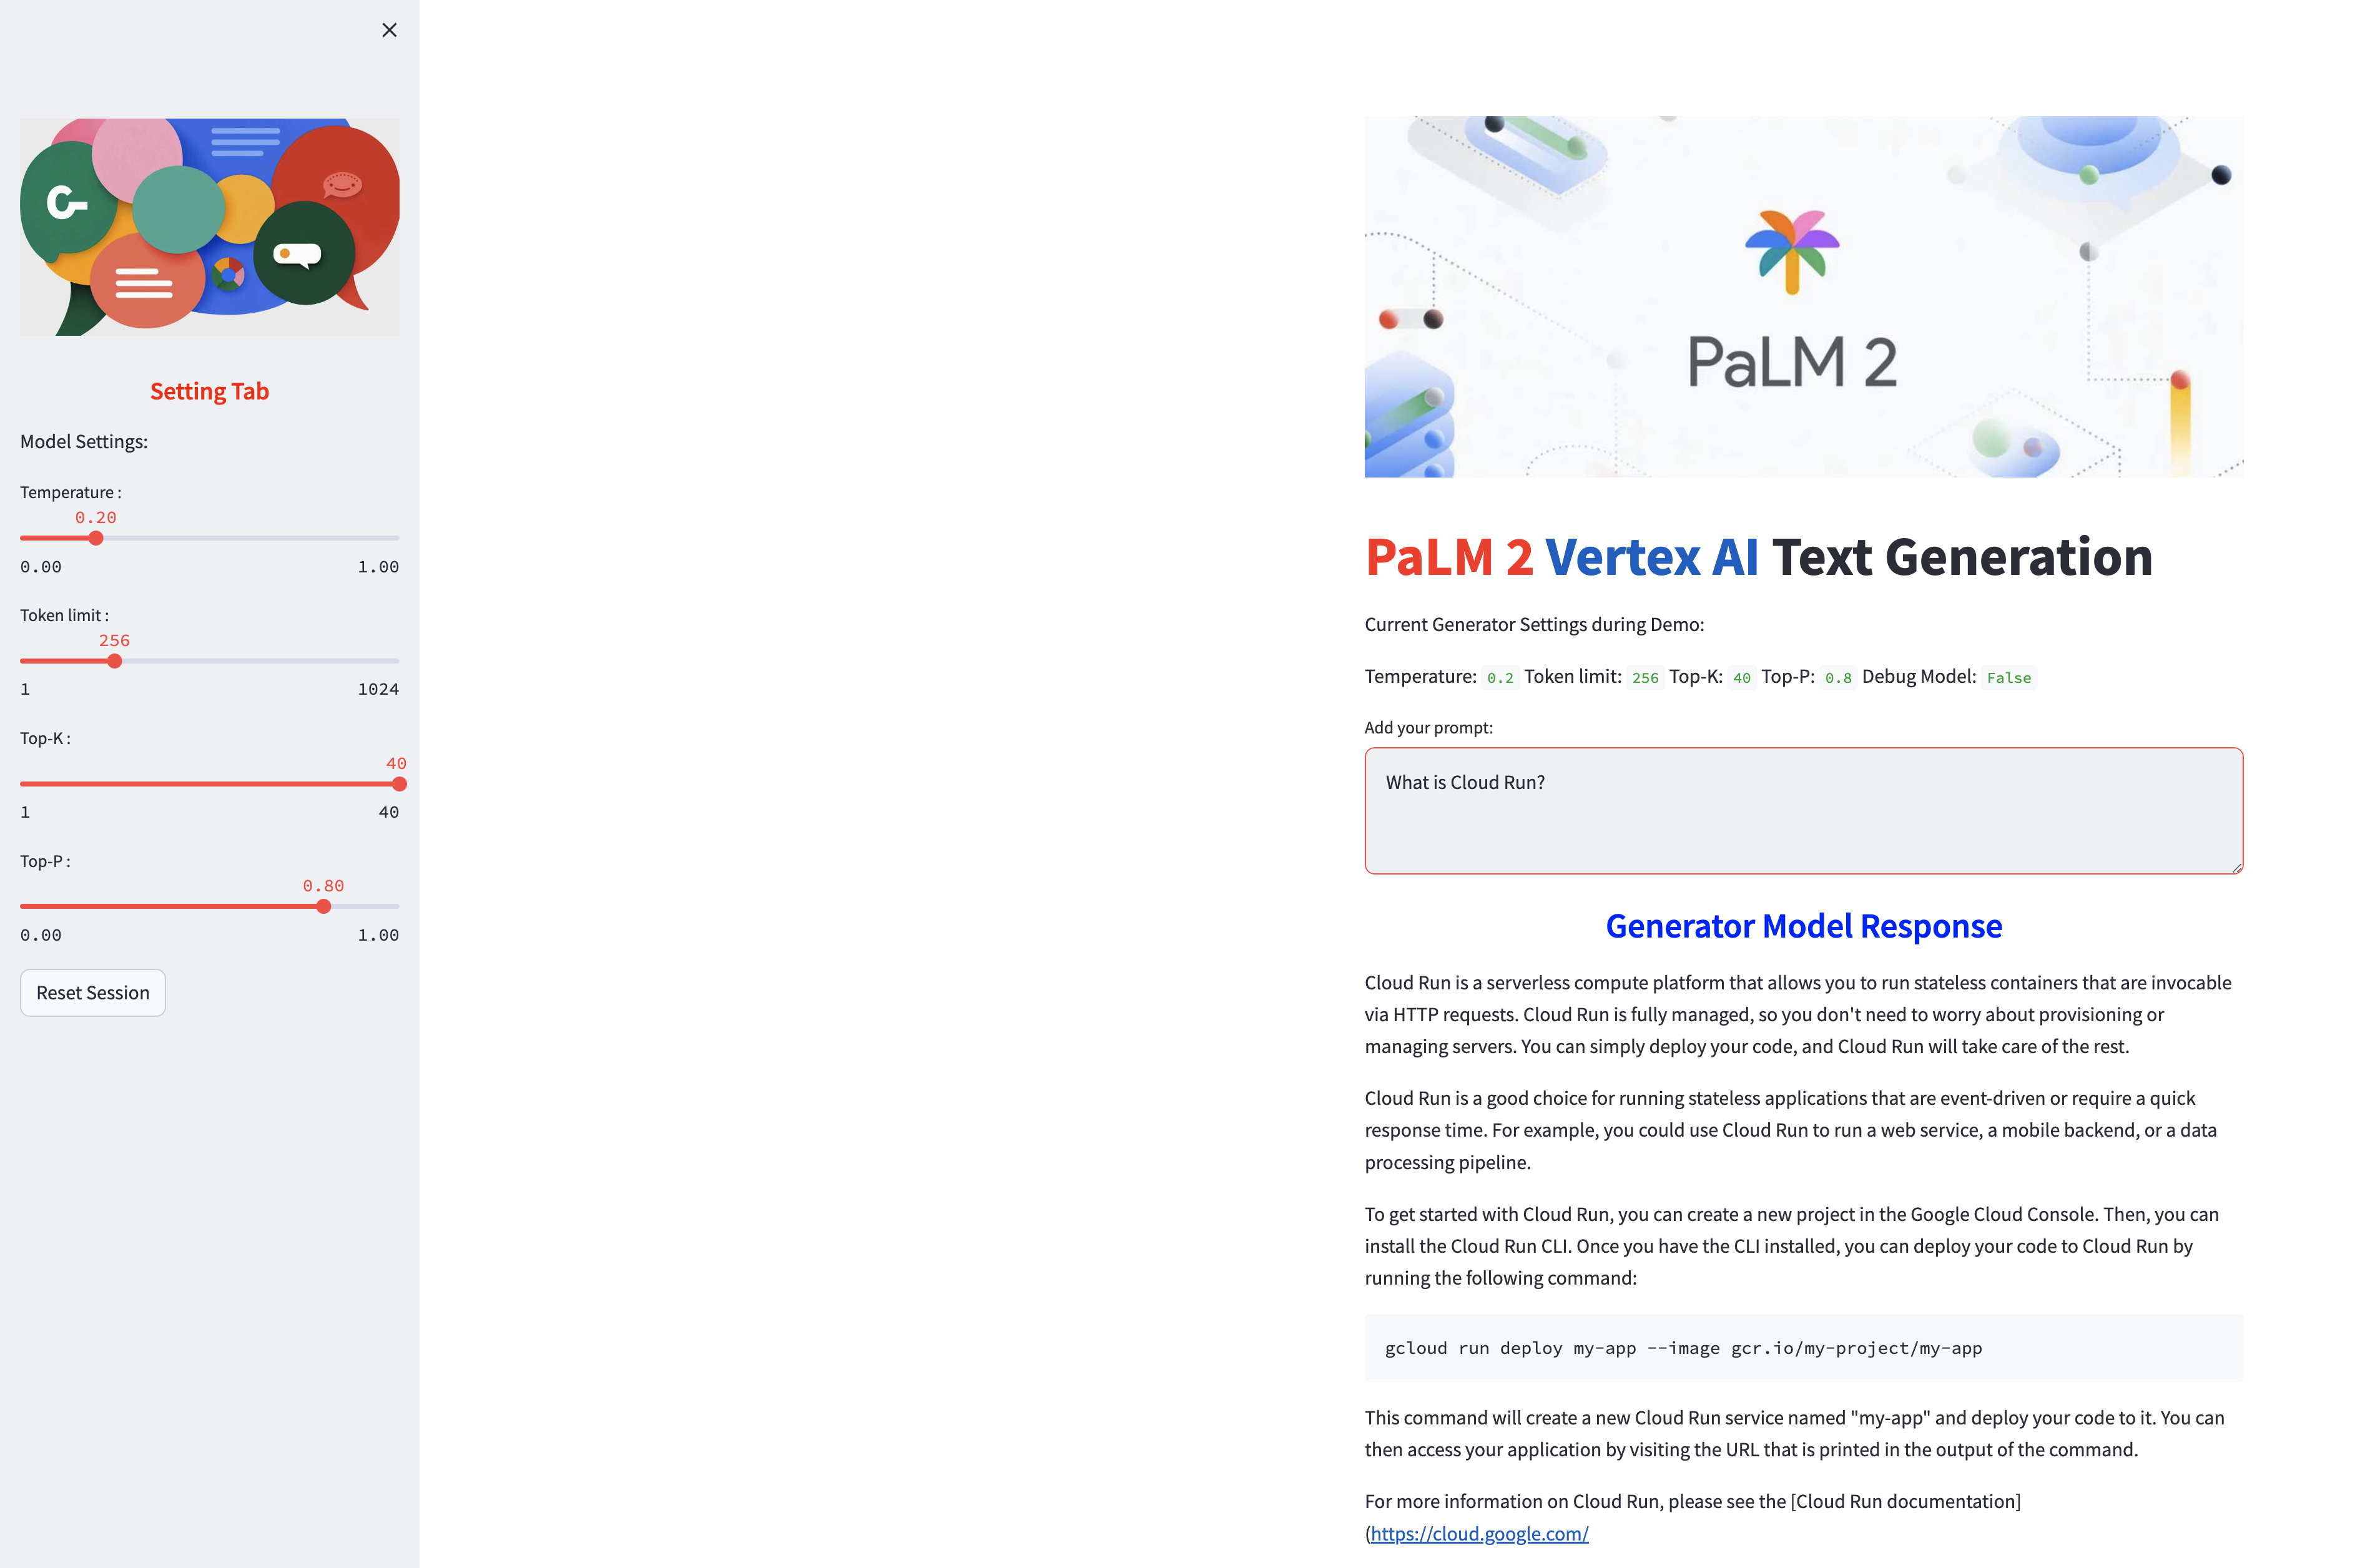 Setting Tab
Model Settings:
Temperature :
0.20
0.00 1.00
Token limit :
256
1 1024
Top-K :
40
1 40
Top-P :
0.80
0.00 1.00
Reset Session
PaLM 2
PaLM 2 Vertex AI Text Generation
Current Generator Settings during Demo:
Temperature: 0.2 Token limit: 256 Top-K: 40 Top-P: 0.8 Debug Model: False
Add your prompt:
What is Cloud Run?
Generator Model Response
Cloud Run is a serverless compute platform that allows you to run stateless containers that are invocable
via HTTP requests. Cloud Run is fully managed, so you don't need to worry about provisioning or
managing servers. You can simply deploy your code, and Cloud Run will take care of the rest.
Cloud Run is a good choice for running stateless applications that are event-driven or require a quick
response time. For example, you could use Cloud Run to run a web service, a mobile backend, or a data
processing pipeline.
To get started with Cloud Run, you can create a new project in the Google Cloud Console. Then, you can
install the Cloud Run CLI. Once you have the CLI installed, you can deploy your code to Cloud Run by
running the following command:
gcloud run deploy my-app --image gcr.io/my-project/my-app
This command will create a new Cloud Run service named "my-app" and deploy your code to it. You can
then access your application by visiting the URL that is printed in the output of the command.
For more information on Cloud Run, please see the [Cloud Run documentation]
(https://cloud.google.com/